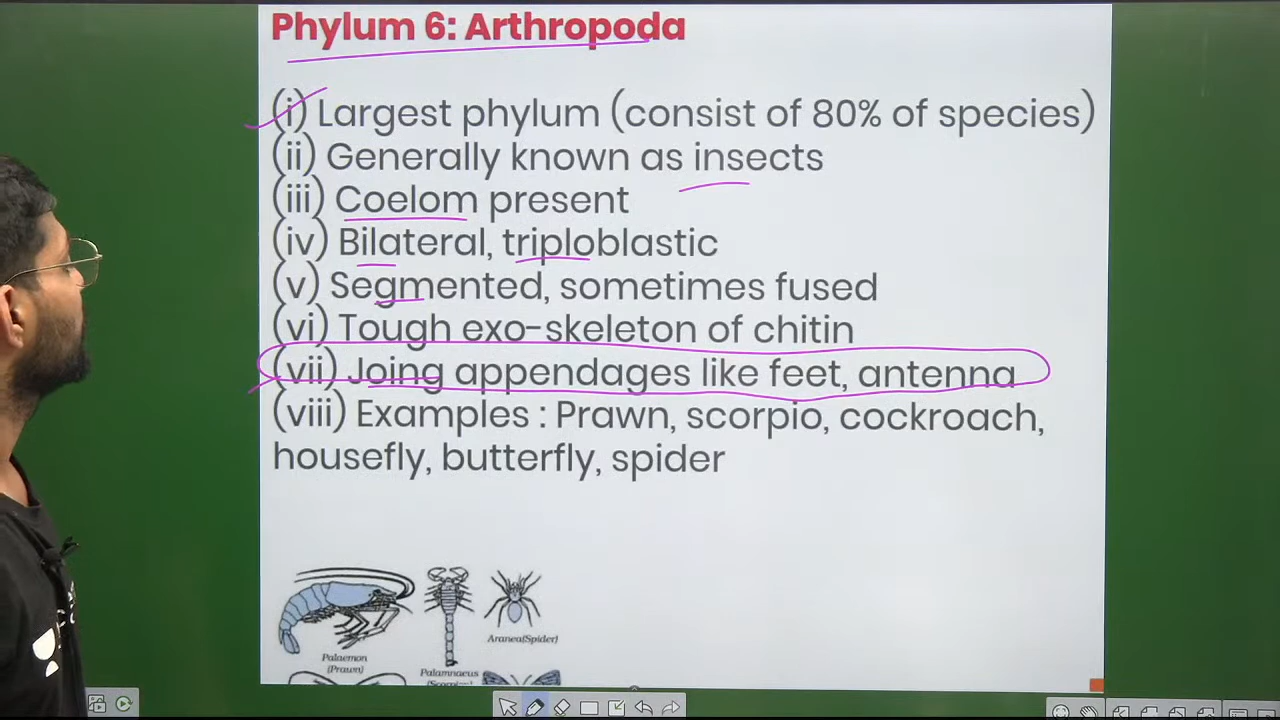 Phylum 6: Arthropoda
(i) Largest phylum (consist of 80% of species)
(ii) Generally known as insects
(iii) Coelom present
(iv) Bilateral, triploblastic
(v) Segmented, sometimes fused
(vi) Tough exo-skeleton of chitin
(vii) Joing appendages like feet, antenna
(viii) Examples : Prawn, scorpio, cockroach,
housefly, butterfly, spider
Aranea(Spider)
Palaemon
(Prawn)
Palamnaeus